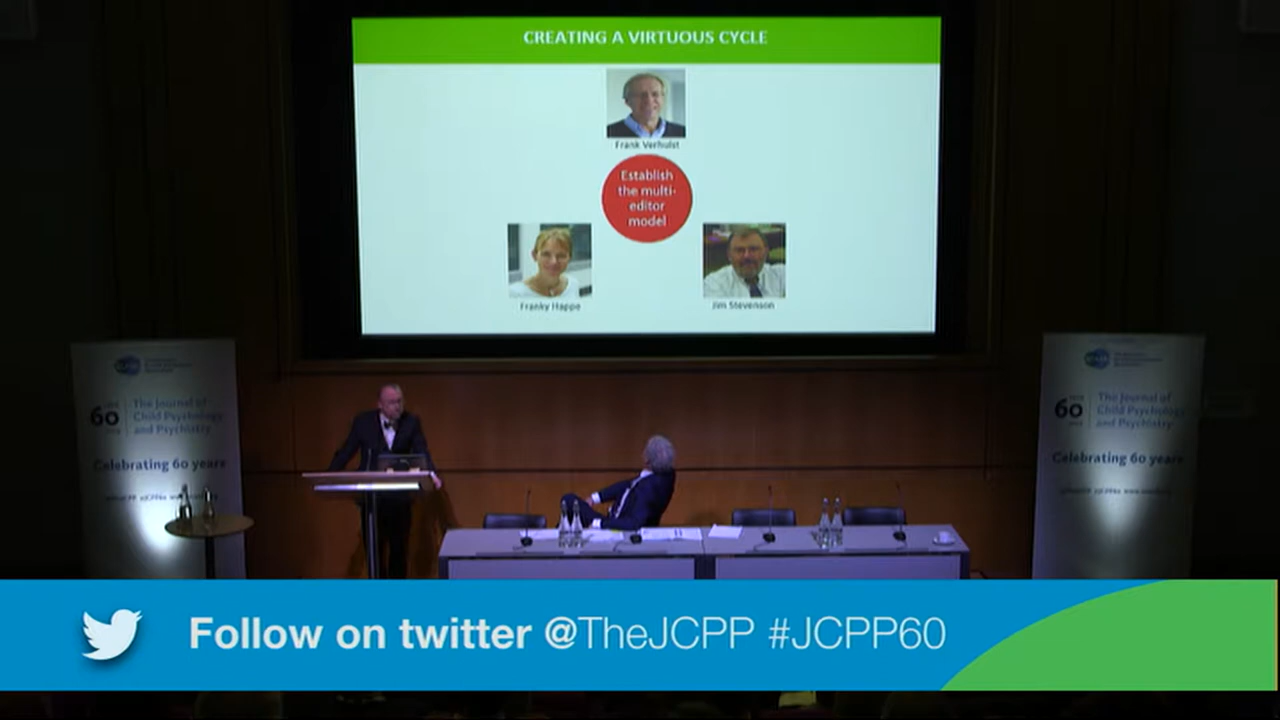 CREATING A VIRTUOUS CYCLE
Frank Verhulst
Establish
the multi-
editor
model
Franky Happe
Jim Stevenson
60
The Journal of
Child Psychology
and Psychiatry
Celebrating 60 years
60
The Journal of
Child Psychology
and Psychiatry
Celebrating 60 years
Follow on twitter @TheJCPP #JCPP60